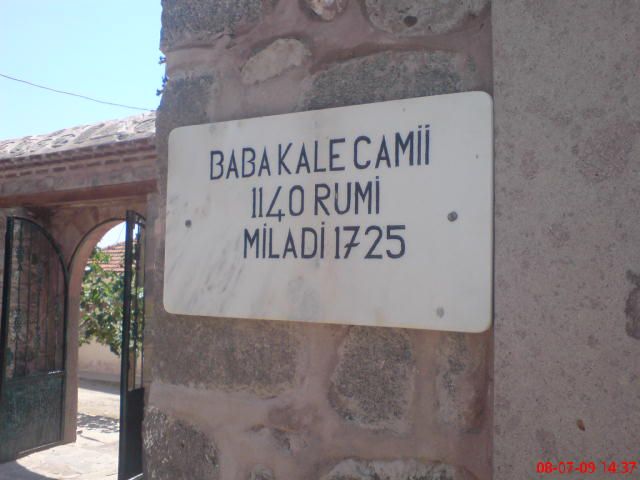 BABA KALE CAMİİ
1140 RUMİ
MİLADİ 1725
08-07-09 14:37